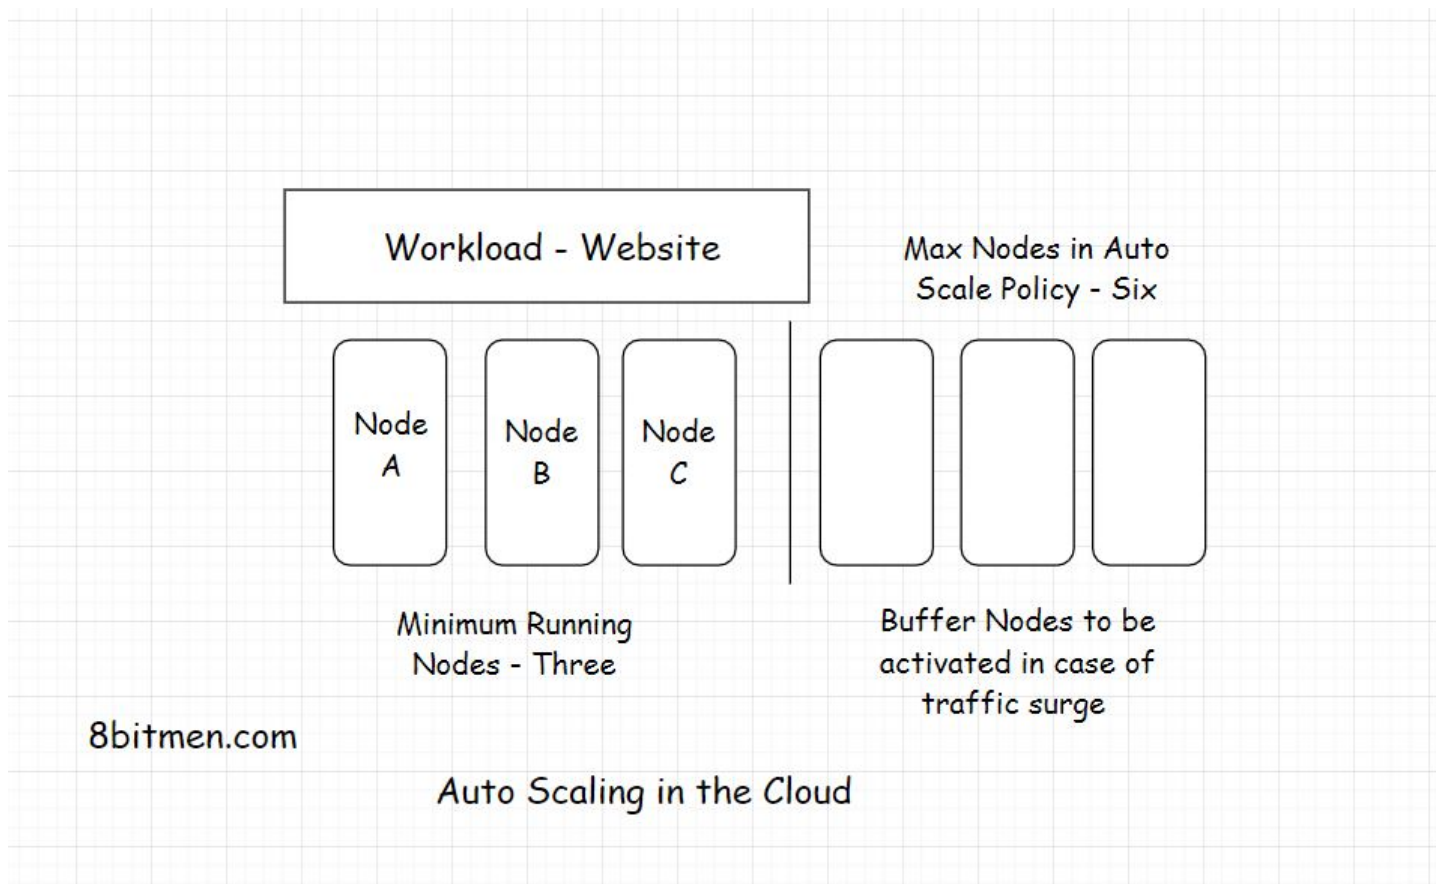 Workload - Website
Max Nodes in Auto
Scale Policy - Six
Node
A
Node
B
Node
C
Minimum Running
Nodes - Three
Buffer Nodes to be
activated in case of
traffic surge
8bitmen.com
Auto Scaling in the Cloud